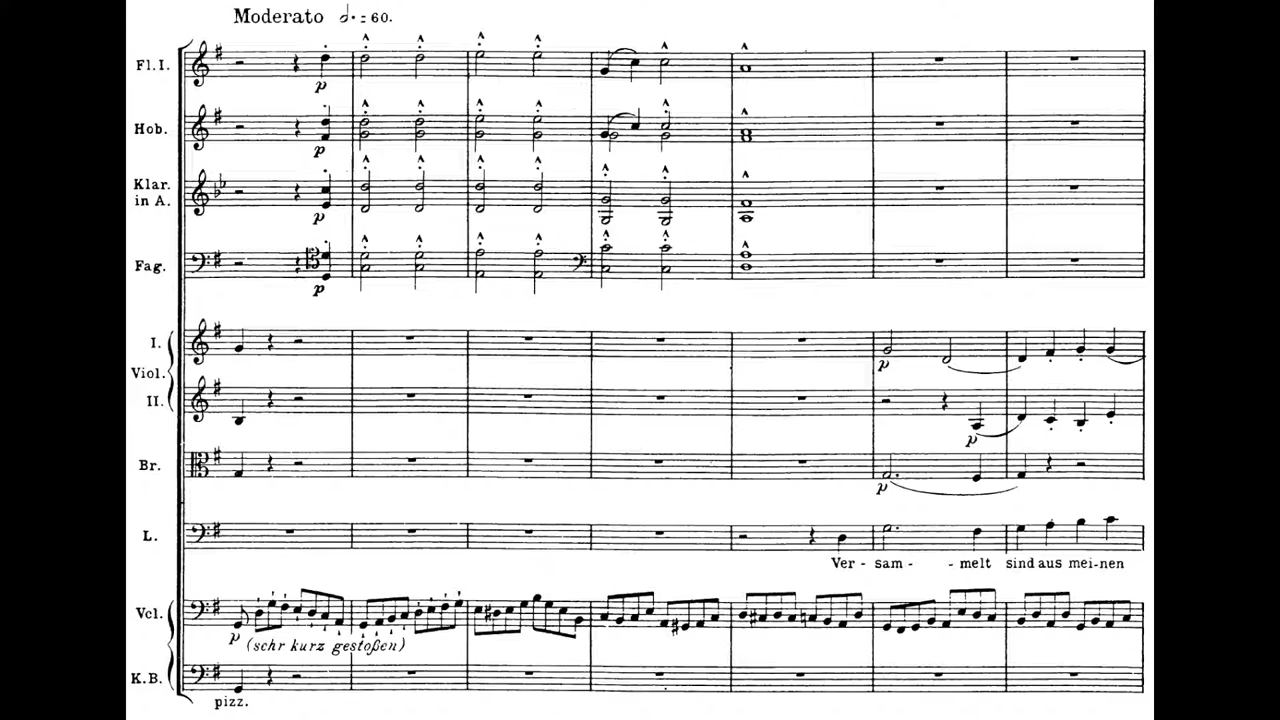 Moderato 𝅗𝅥. = 60.
Fl. I.
p
Hob.
p
Klar.
in A.
p
Fag.
p
I.
p
Viol.
II.
p
Br.
p
L.
Ver - sam - - melt sind aus mei-nen
Vcl.
p
(sehr kurz gestoßen)
K.B.
pizz.